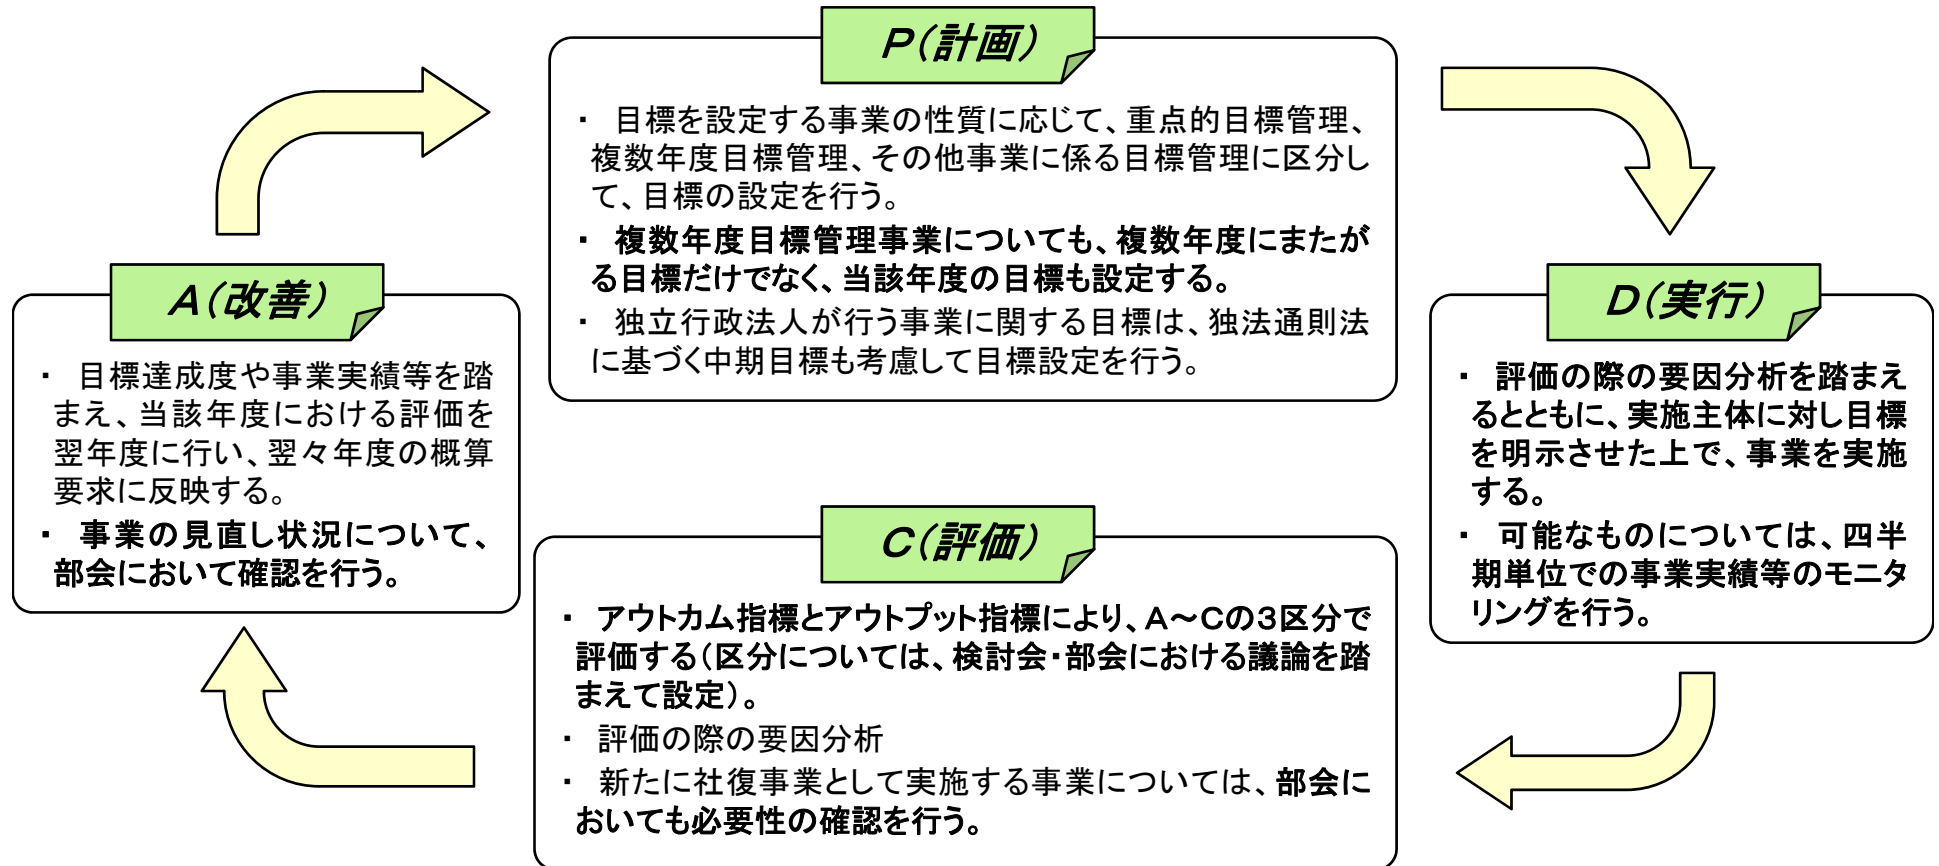 P(計画)
・ 目標を設定する事業の性質に応じて、重点的目標管理、
複数年度目標管理、その他事業に係る目標管理に区分し
て、目標の設定を行う。
・ 複数年度目標管理事業についても、複数年度にまたが
る目標だけでなく、当該年度の目標も設定する。
・ 独立行政法人が行う事業に関する目標は、独法通則法
に基づく中期目標も考慮して目標設定を行う。
D(実行)
・ 評価の際の要因分析を踏まえ
るとともに、実施主体に対し目標
を明示させた上で、事業を実施
する。
・ 可能なものについては、四半
期単位での事業実績等のモニタ
リングを行う。
C(評価)
・ アウトカム指標とアウトプット指標により、A~Cの3区分で
評価する(区分については、検討会・部会における議論を踏
まえて設定)。
・ 評価の際の要因分析
・ 新たに社復事業として実施する事業については、部会に
おいても必要性の確認を行う。
A(改善)
・ 目標達成度や事業実績等を踏
まえ、当該年度における評価を
翌年度に行い、翌々年度の概算
要求に反映する。
・ 事業の見直し状況について、
部会において確認を行う。